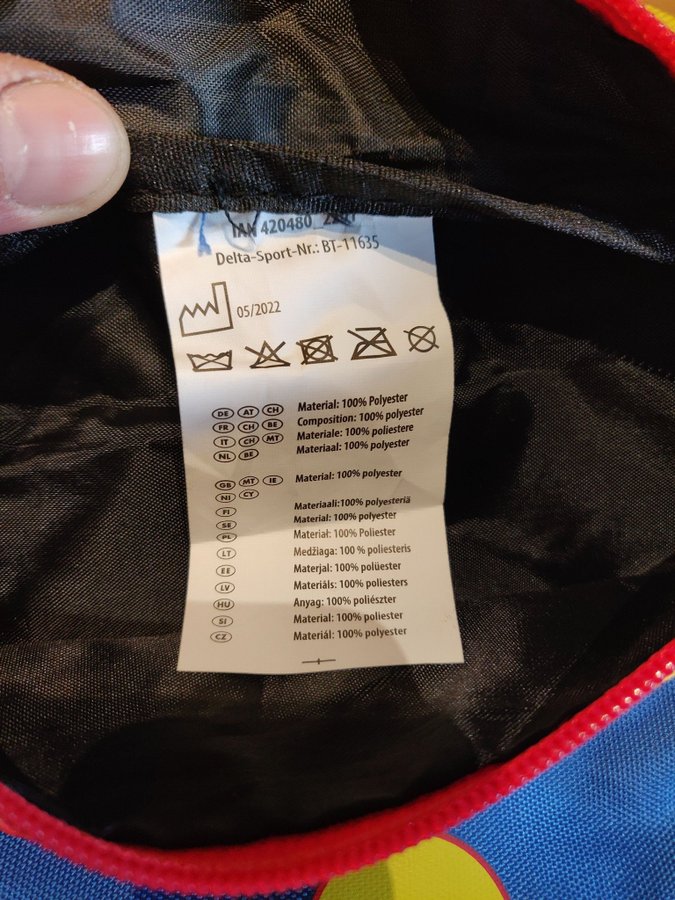 IAN 420480
Delta-Sport-Nr.: BT-11635
05/2022
DE AT CH Material: 100% Polyester
FR CH BE Composition: 100% polyester
IT CH MT Materiale: 100% poliestere
NL BE Materiaal: 100% polyester
GB MT IE Material: 100% polyester
NI CY
FI Materiaali:100% polyesteriä
SE Material: 100% polyester
PL Materiał: 100% Poliester
LT Medžiaga: 100 % poliesteris
EE Materjal: 100% polüester
LV Materiāls: 100% poliesters
HU Anyag: 100% poliészter
SI Material: 100% poliester
CZ Materiál: 100% polyester